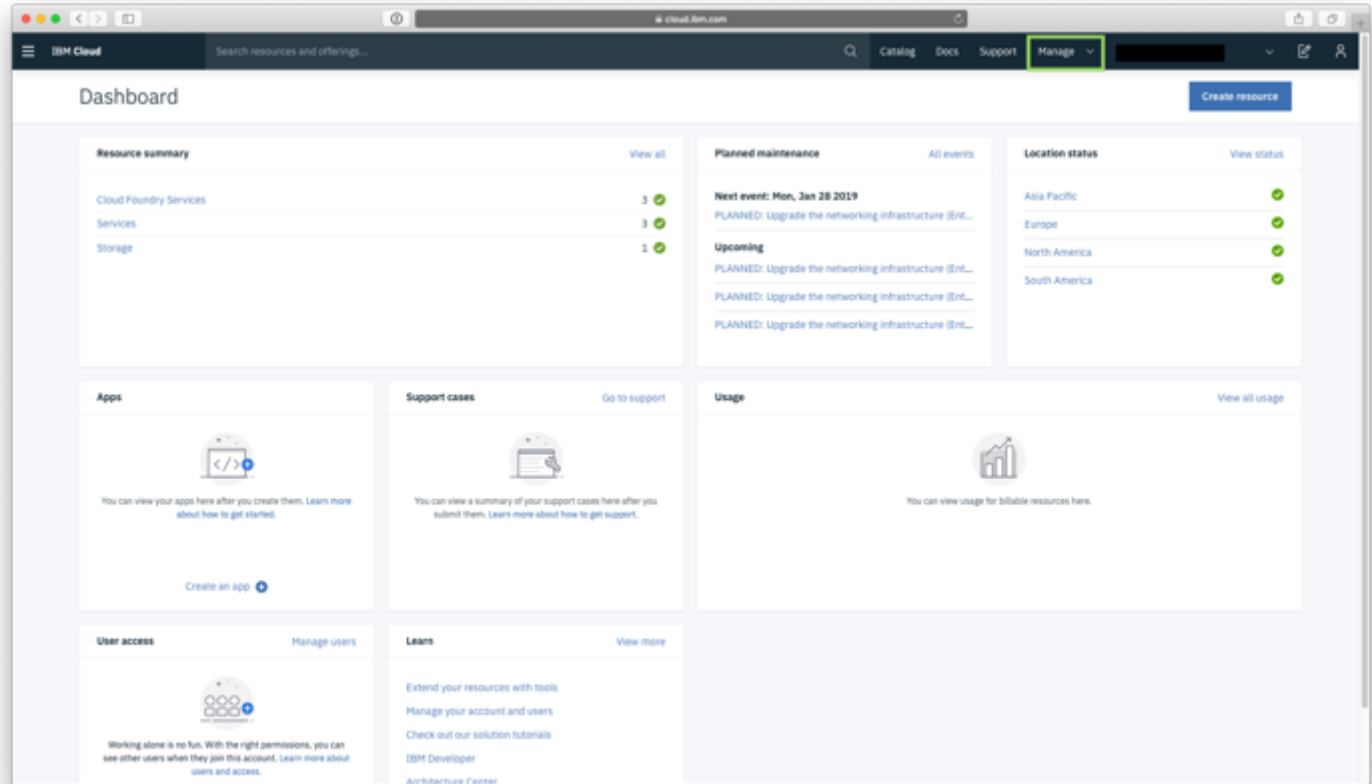 cloud.ibm.com
IBM Cloud
Search resources and offerings...
Catalog
Docs
Support
Manage
Dashboard
Create resource
Resource summary
View all
Cloud Foundry Services
3
Services
3
Storage
1
Planned maintenance
All events
Next event: Mon, Jan 28 2019
PLANNED: Upgrade the networking infrastructure (Ent...
Upcoming
PLANNED: Upgrade the networking infrastructure (Ent...
PLANNED: Upgrade the networking infrastructure (Ent...
PLANNED: Upgrade the networking infrastructure (Ent...
Location status
View status
Asia Pacific
Europe
North America
South America
Apps
</>
You can view your apps here after you create them. Learn more
about how to get started.
Create an app
Support cases
Go to support
You can view a summary of your support cases here after you
submit them. Learn more about how to get support.
Usage
View all usage
You can view usage for billable resources here.
User access
Manage users
Working alone is no fun. With the right permissions, you can
see other users when they join this account. Learn more about
users and access.
Learn
View more
Extend your resources with tools
Manage your account and users
Check out our solution tutorials
IBM Developer
Architecture Center